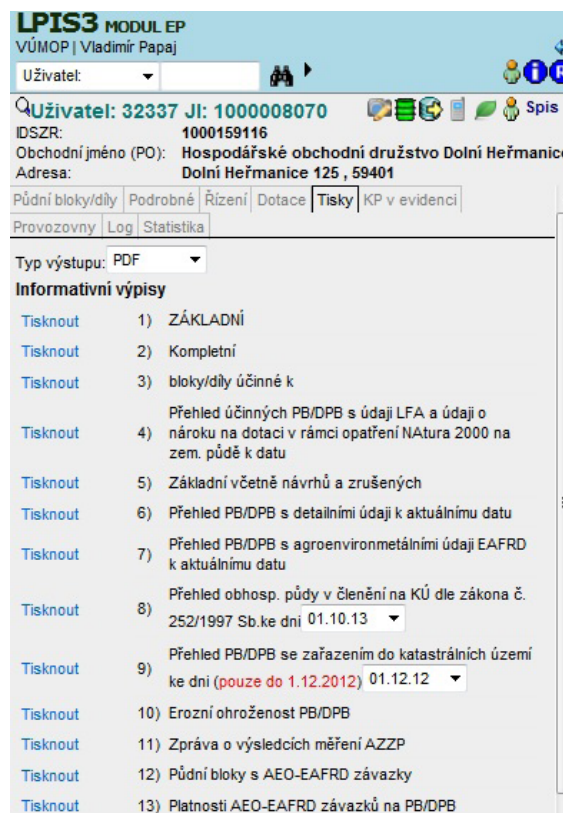 LPIS3 MODUL EP
VÚMOP | Vladimír Papaj
Uživatel:
Uživatel: 32337 JI: 1000008070 Spis
IDSZR: 1000159116
Obchodní jméno (PO): Hospodářské obchodní družstvo Dolní Heřmanic
Adresa: Dolní Heřmanice 125 , 59401
Půdní bloky/díly Podrobné Řízení Dotace Tisky KP v evidenci
Provozovny Log Statistika
Typ výstupu: PDF
Informativní výpisy
Tisknout 1) ZÁKLADNÍ
Tisknout 2) Kompletní
Tisknout 3) bloky/díly účinné k
Přehled účinných PB/DPB s údaji LFA a údaji o
Tisknout 4) nároku na dotaci v rámci opatření NAtura 2000 na
zem. půdě k datu
Tisknout 5) Základní včetně návrhů a zrušených
Tisknout 6) Přehled PB/DPB s detailními údaji k aktuálnímu datu
Tisknout 7) Přehled PB/DPB s agroenvironmetálními údaji EAFRD
k aktuálnímu datu
Tisknout 8) Přehled obhosp. půdy v členění na KÚ dle zákona č.
252/1997 Sb.ke dni 01.10.13
Tisknout 9) Přehled PB/DPB se zařazením do katastrálních území
ke dni (pouze do 1.12.2012) 01.12.12
Tisknout 10) Erozní ohroženost PB/DPB
Tisknout 11) Zpráva o výsledcích měření AZZP
Tisknout 12) Půdní bloky s AEO-EAFRD závazky
Tisknout 13) Platnosti AEO-EAFRD závazků na PB/DPB